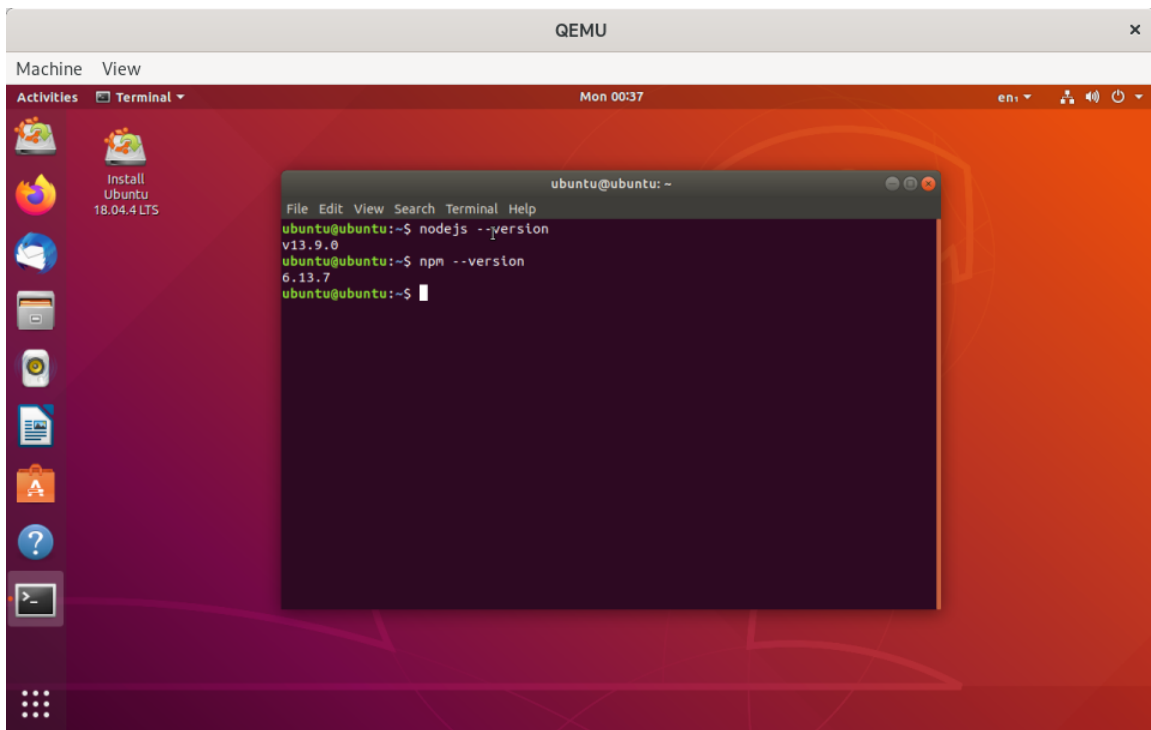 QEMU
Machine View
Activities Terminal Mon 00:37 en₁
Install
Ubuntu
18.04.4 LTS
ubuntu@ubuntu: ~
File Edit View Search Terminal Help
ubuntu@ubuntu:~$ nodejs --version
v13.9.0
ubuntu@ubuntu:~$ npm --version
6.13.7
ubuntu@ubuntu:~$